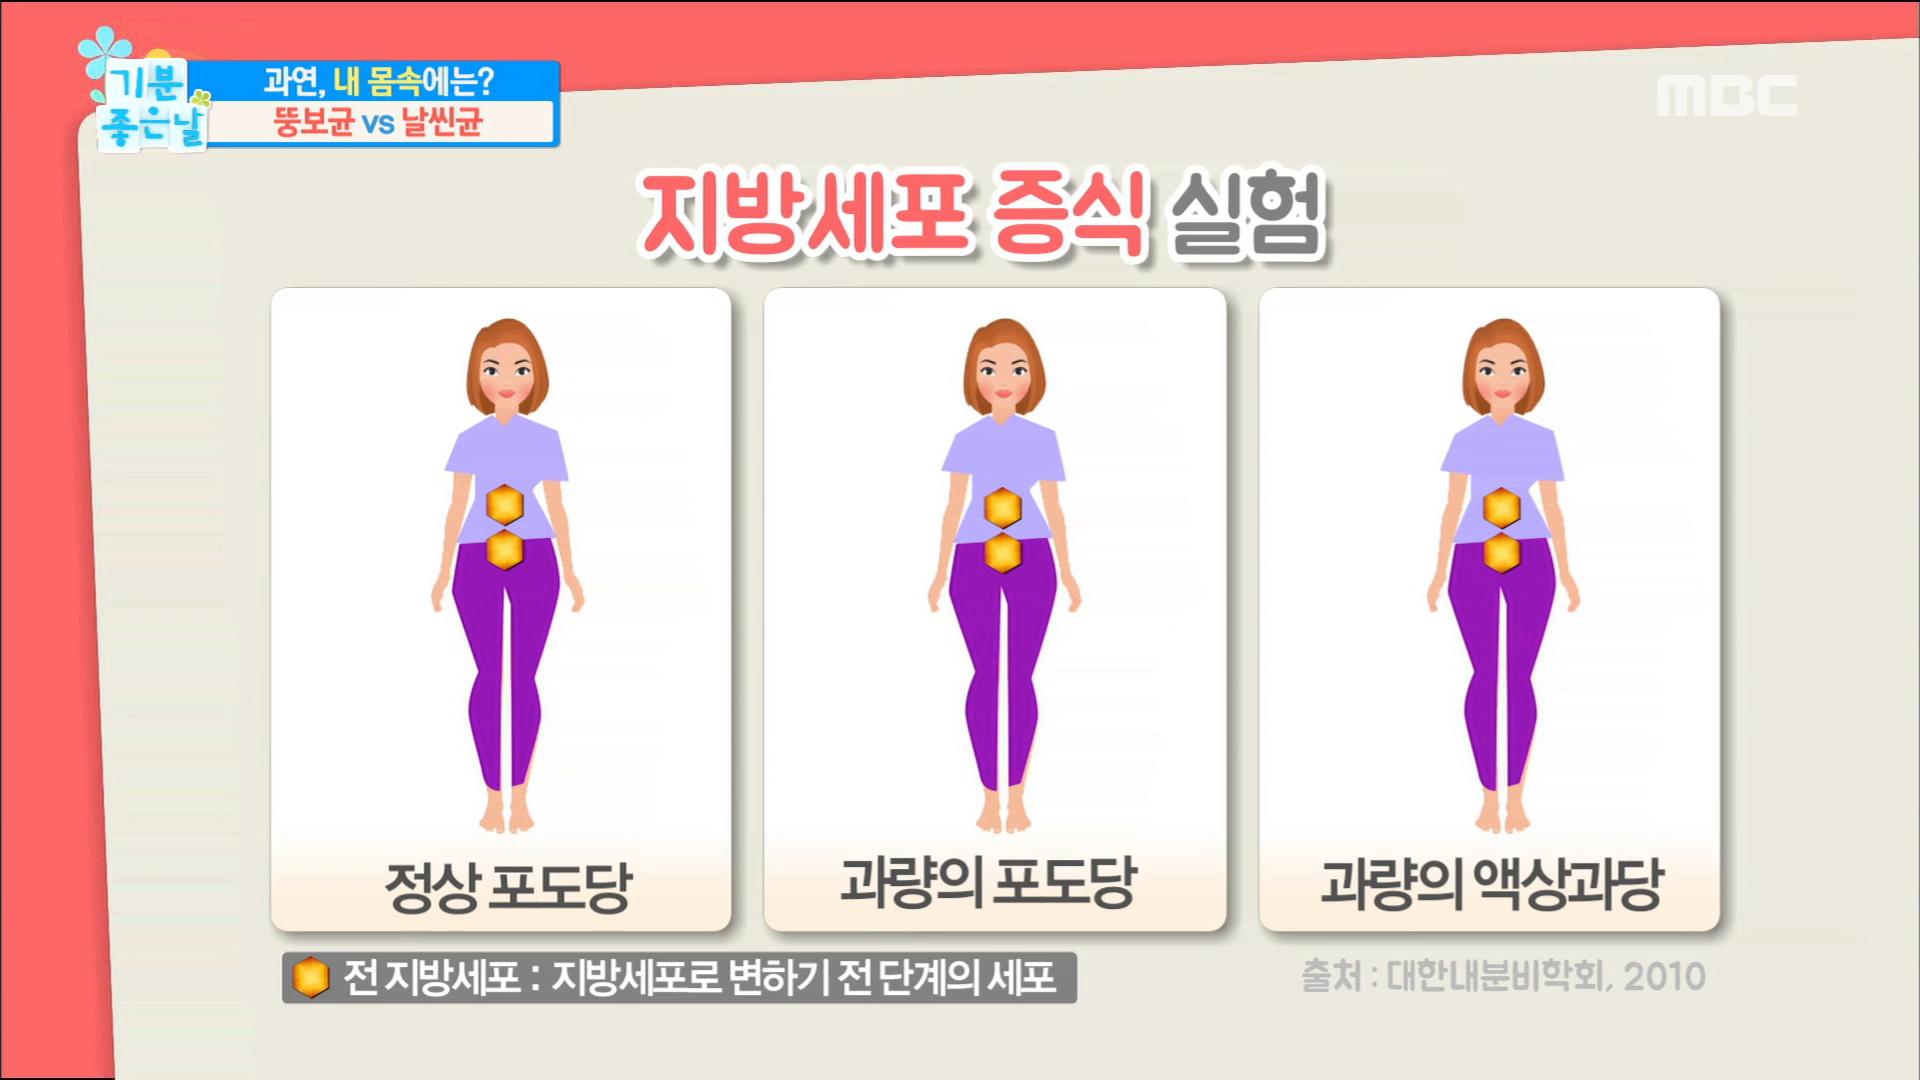 기분
좋은날
과연, 내 몸속에는?
뚱보균 vs 날씬균
MBC
지방세포 증식 실험
정상 포도당
과량의 포도당
과량의 액상과당
전 지방세포 : 지방세포로 변하기 전 단계의 세포
출처 : 대한내분비학회, 2010